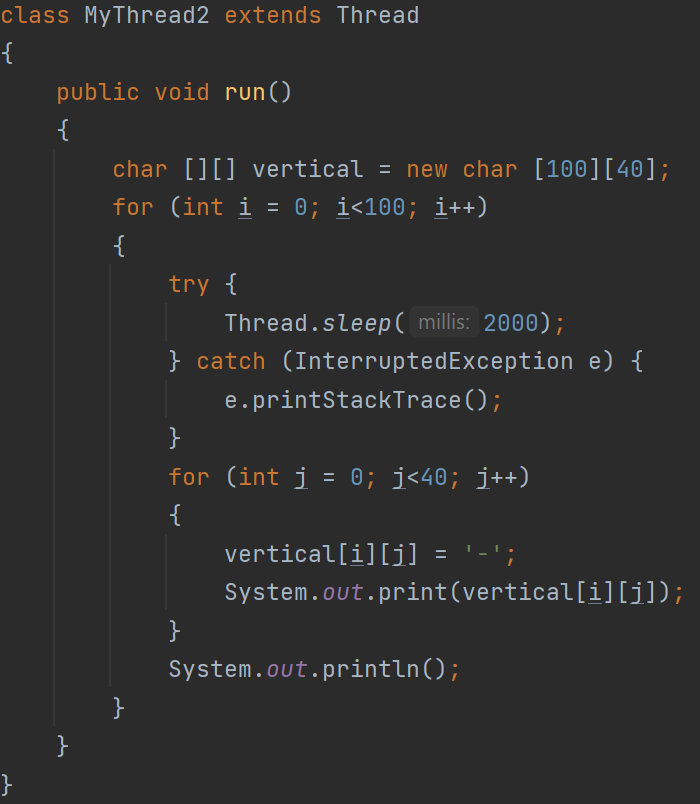 class MyThread2 extends Thread
{
    public void run()
    {
        char [][] vertical = new char [100][40];
        for (int i = 0; i<100; i++)
        {
            try {
                Thread.sleep( millis: 2000);
            } catch (InterruptedException e) {
                e.printStackTrace();
            }
            for (int j = 0; j<40; j++)
            {
                vertical[i][j] = '-';
                System.out.print(vertical[i][j]);
            }
            System.out.println();
        }
    }
}